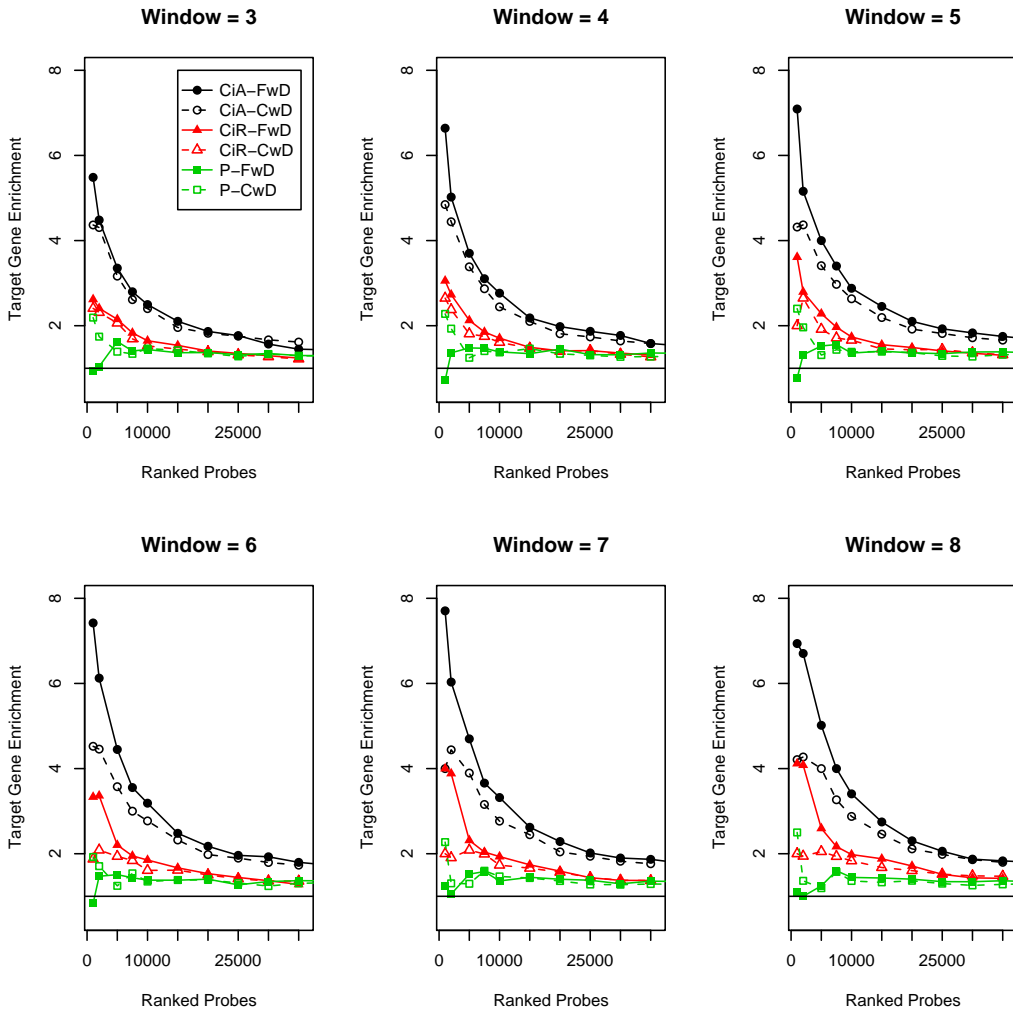 Window = 3
Window = 4
Window = 5
Target Gene Enrichment
8
6
4
2
CiA−FwD
CiA−CwD
CiR−FwD
CiR−CwD
P−FwD
P−CwD
0
10000
25000
Ranked Probes
Target Gene Enrichment
8
6
4
2
0
10000
25000
Ranked Probes
Target Gene Enrichment
8
6
4
2
0
10000
25000
Ranked Probes
Window = 6
Window = 7
Window = 8
Target Gene Enrichment
8
6
4
2
0
10000
25000
Ranked Probes
Target Gene Enrichment
8
6
4
2
0
10000
25000
Ranked Probes
Target Gene Enrichment
8
6
4
2
0
10000
25000
Ranked Probes